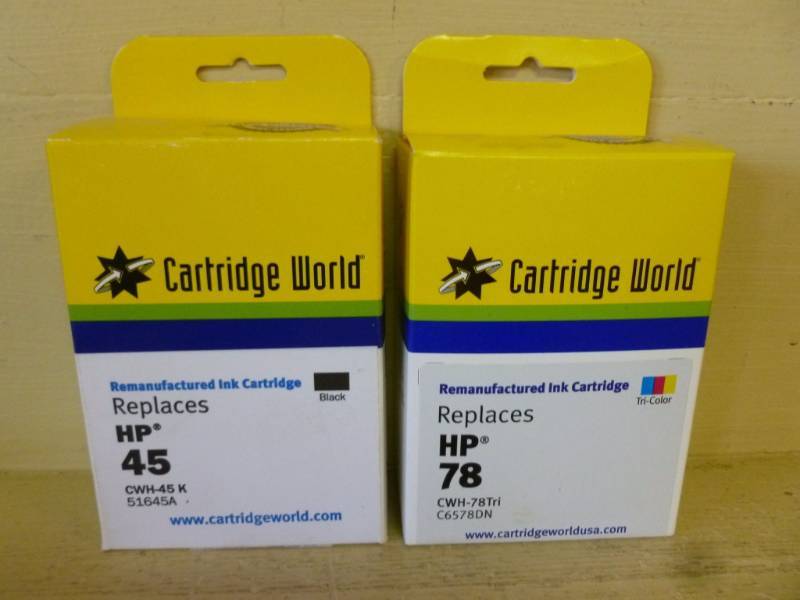 Cartridge World®
Remanufactured Ink Cartridge
Black
Replaces
HP®
45
CWH-45 K
51645A
www.cartridgeworld.com
Cartridge World®
Remanufactured Ink Cartridge
Tri-Color
Replaces
HP®
78
CWH-78Tri
C6578DN
www.cartridgeworldusa.com